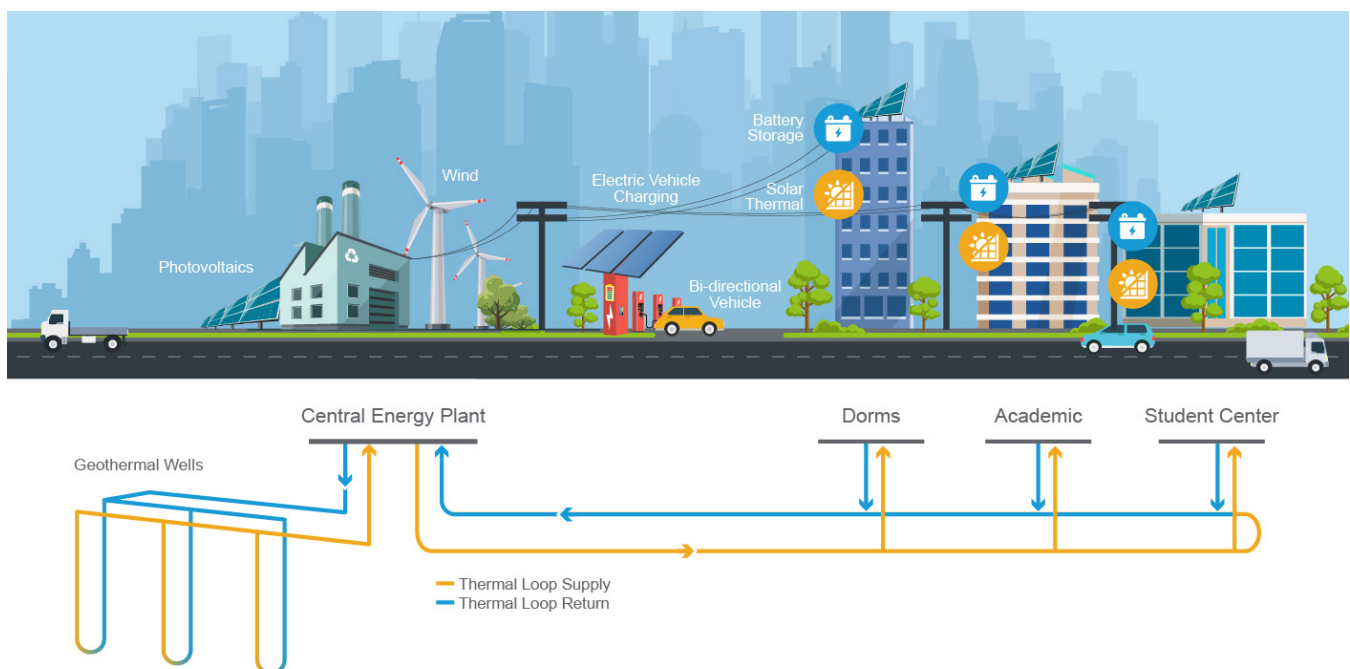 Battery
Storage
Wind
Electric Vehicle
Charging
Solar
Thermal
Photovoltaics
Bi-directional
Vehicle
Central Energy Plant
Dorms
Academic
Student Center
Geothermal Wells
Thermal Loop Supply
Thermal Loop Return